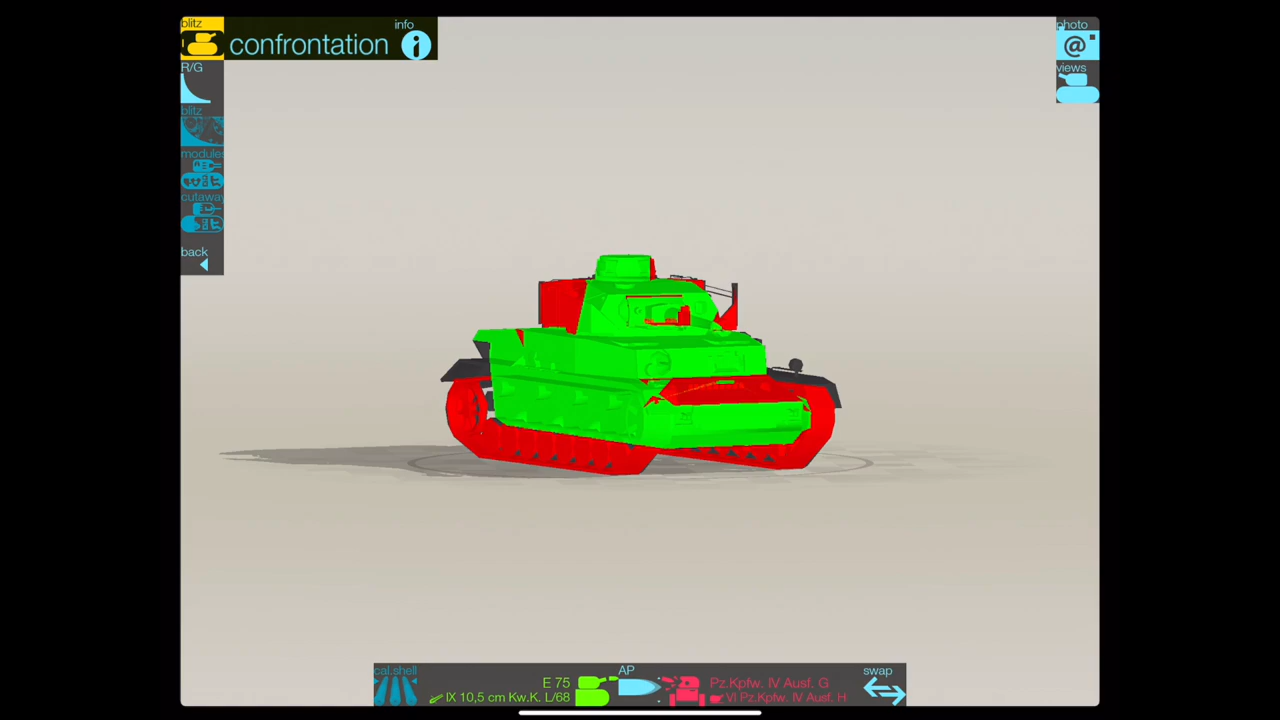 blitz
confrontation
info
photo
@
R/G
views
blitz
modules
cutaway
back
cal.shell
E 75
IX 10,5 cm Kw.K. L/68
AP
Pz.Kpfw. IV Ausf. G
VI Pz.Kpfw. IV Ausf. H
swap